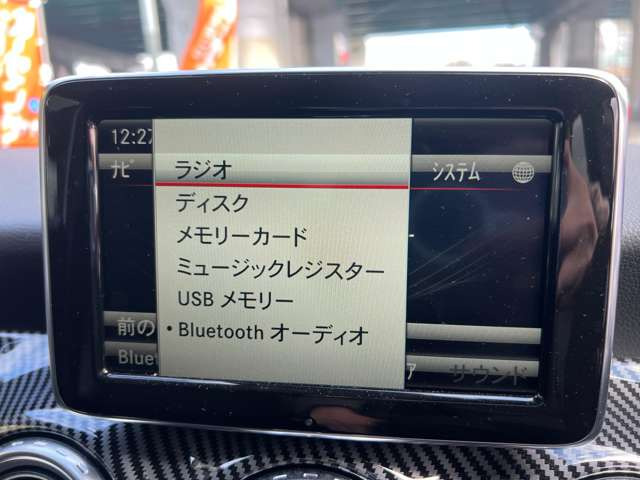 12:27
ナビ
システム
ラジオ
ディスク
メモリーカード
ミュージックレジスター
USB メモリー
• Bluetooth オーディオ
前の
Blue
ア
サウンド